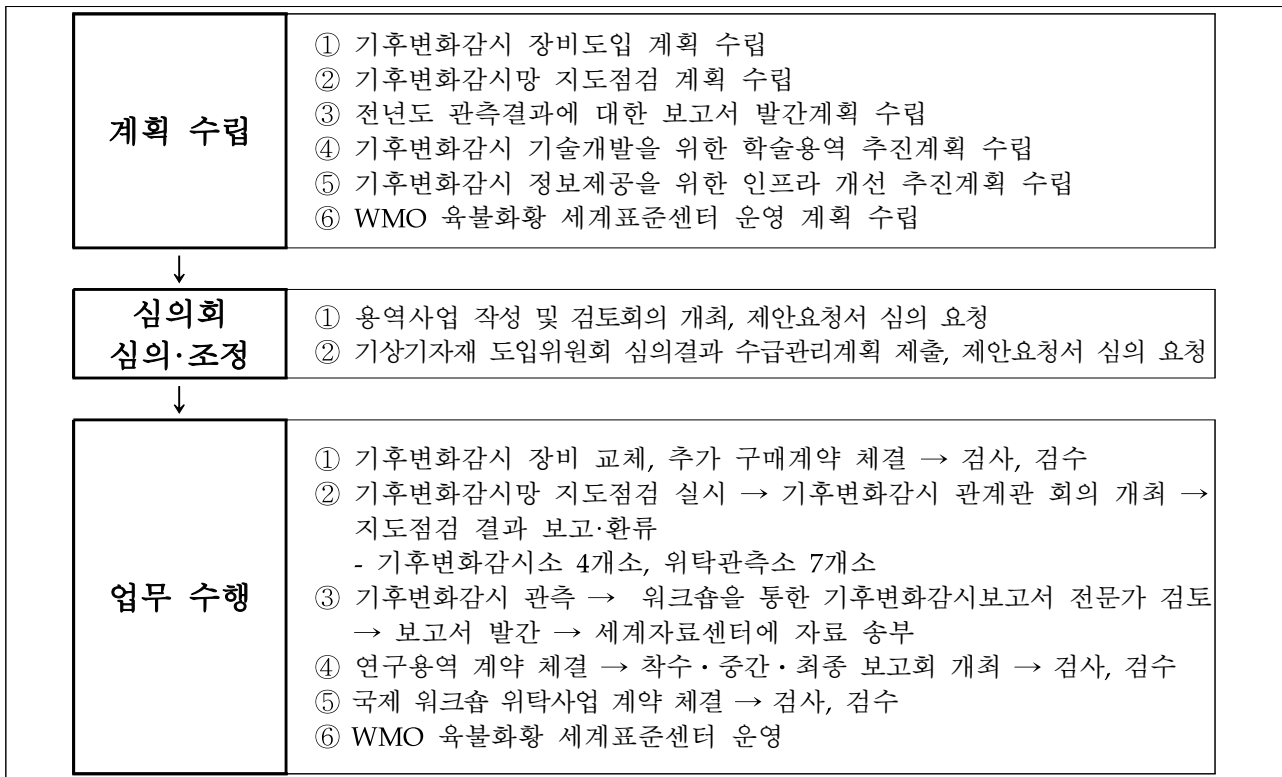 계획 수립
① 기후변화감시 장비도입 계획 수립
② 기후변화감시망 지도점검 계획 수립
③ 전년도 관측결과에 대한 보고서 발간계획 수립
④ 기후변화감시 기술개발을 위한 학술용역 추진계획 수립
⑤ 기후변화감시 정보제공을 위한 인프라 개선 추진계획 수립
⑥ WMO 육불화황 세계표준센터 운영 계획 수립
↓
심의회
심의·조정
① 용역사업 작성 및 검토회의 개최, 제안요청서 심의 요청
② 기상기자재 도입위원회 심의결과 수급관리계획 제출, 제안요청서 심의 요청
↓
업무 수행
① 기후변화감시 장비 교체, 추가 구매계약 체결 → 검사, 검수
② 기후변화감시망 지도점검 실시 → 기후변화감시 관계관 회의 개최 →
지도점검 결과 보고·환류
- 기후변화감시소 4개소, 위탁관측소 7개소
③ 기후변화감시 관측 → 워크숍을 통한 기후변화감시보고서 전문가 검토
→ 보고서 발간 → 세계자료센터에 자료 송부
④ 연구용역 계약 체결 → 착수·중간·최종 보고회 개최 → 검사, 검수
⑤ 국제 워크숍 위탁사업 계약 체결 → 검사, 검수
⑥ WMO 육불화황 세계표준센터 운영